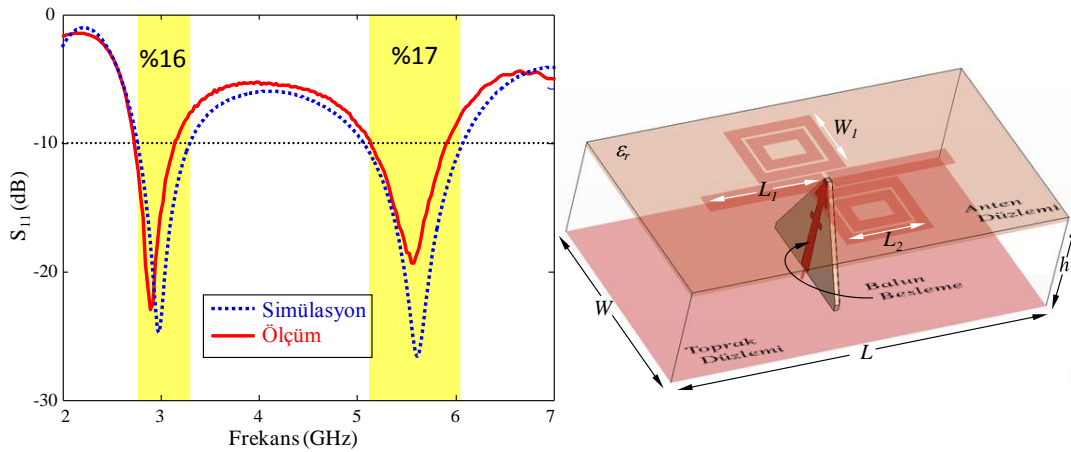 0
-10
-20
-30
S11 (dB)
%16
%17
Simülasyon
Ölçüm
2
3
4
5
6
7
Frekans (GHz)
εr
W1
L1
L2
Anten
Düzlemi
h
Balun
Besleme
W
Toprak
Düzlemi
L